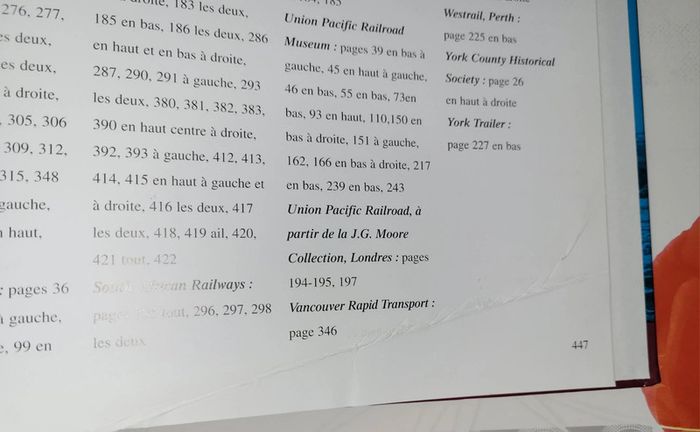 276, 277,
es deux,
es deux,
à droite,
305, 306
309, 312,
315, 348
gauche,
haut,
: pages 36
à gauche,
, 99 en
183 les deux,
185 en bas, 186 les deux, 286
en haut et en bas à droite,
287, 290, 291 à gauche, 293
les deux, 380, 381, 382, 383,
390 en haut centre à droite,
392, 393 à gauche, 412, 413,
414, 415 en haut à gauche et
à droite, 416 les deux, 417
les deux, 418, 419 ail, 420,
421 tout, 422
South African Railways :
pages tout, 296, 297, 298
les deux
Union Pacific Railroad
Museum : pages 39 en bas à
gauche, 45 en haut à gauche,
46 en bas, 55 en bas, 73en
bas, 93 en haut, 110,150 en
bas à droite, 151 à gauche,
162, 166 en bas à droite, 217
en bas, 239 en bas, 243
Union Pacific Railroad, à
partir de la J.G. Moore
Collection, Londres : pages
194-195, 197
Vancouver Rapid Transport :
page 346
Westrail, Perth :
page 225 en bas
York County Historical
Society : page 26
en haut à droite
York Trailer :
page 227 en bas
447